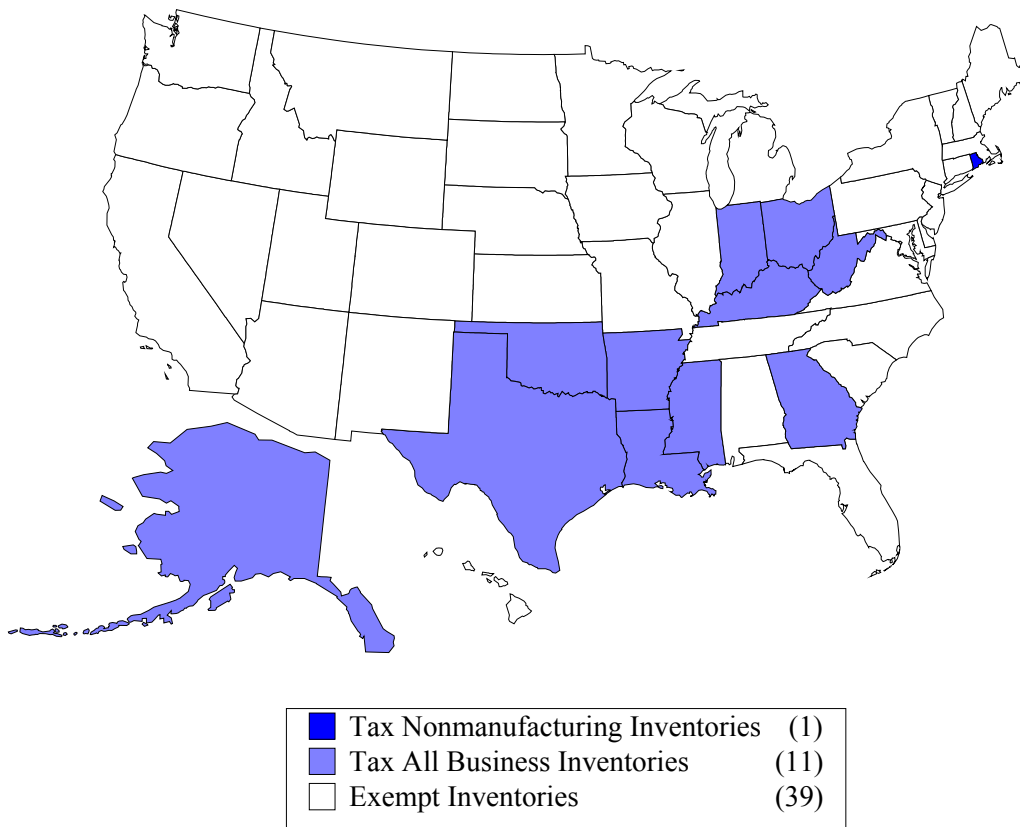 Tax Nonmanufacturing Inventories (1)
Tax All Business Inventories (11)
Exempt Inventories (39)